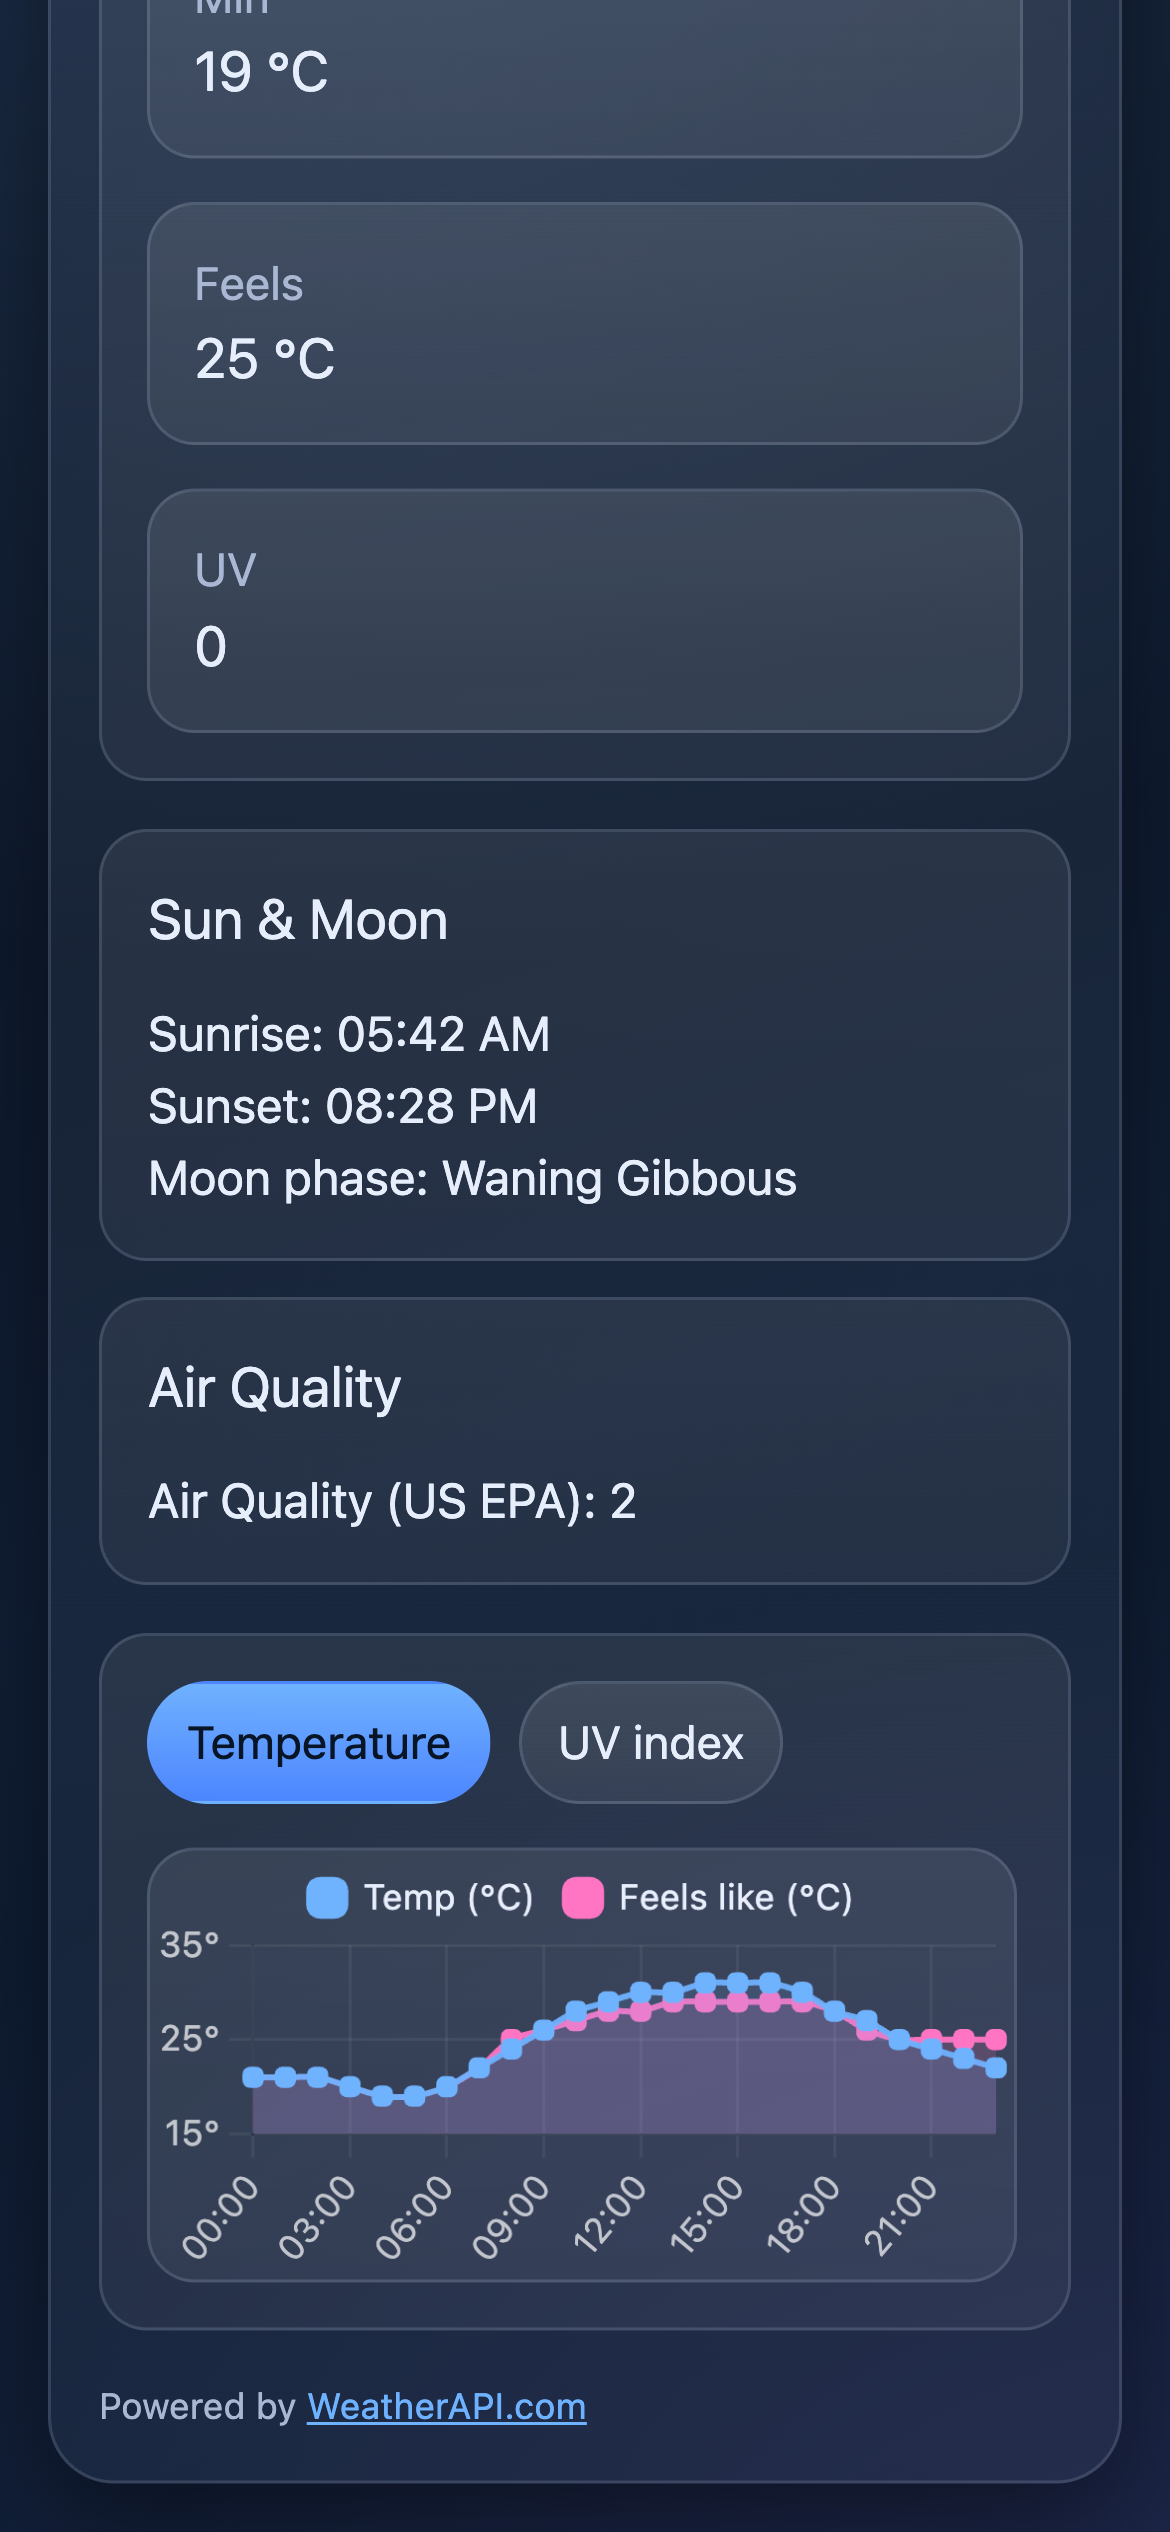 Min
19 °C
Feels
25 °C
UV
0
Sun & Moon
Sunrise: 05:42 AM
Sunset: 08:28 PM
Moon phase: Waning Gibbous
Air Quality
Air Quality (US EPA): 2
Temperature UV index
Temp (°C) Feels like (°C)
35°
25°
15°
00:00 03:00 06:00 09:00 12:00 15:00 18:00 21:00
Powered by WeatherAPI.com